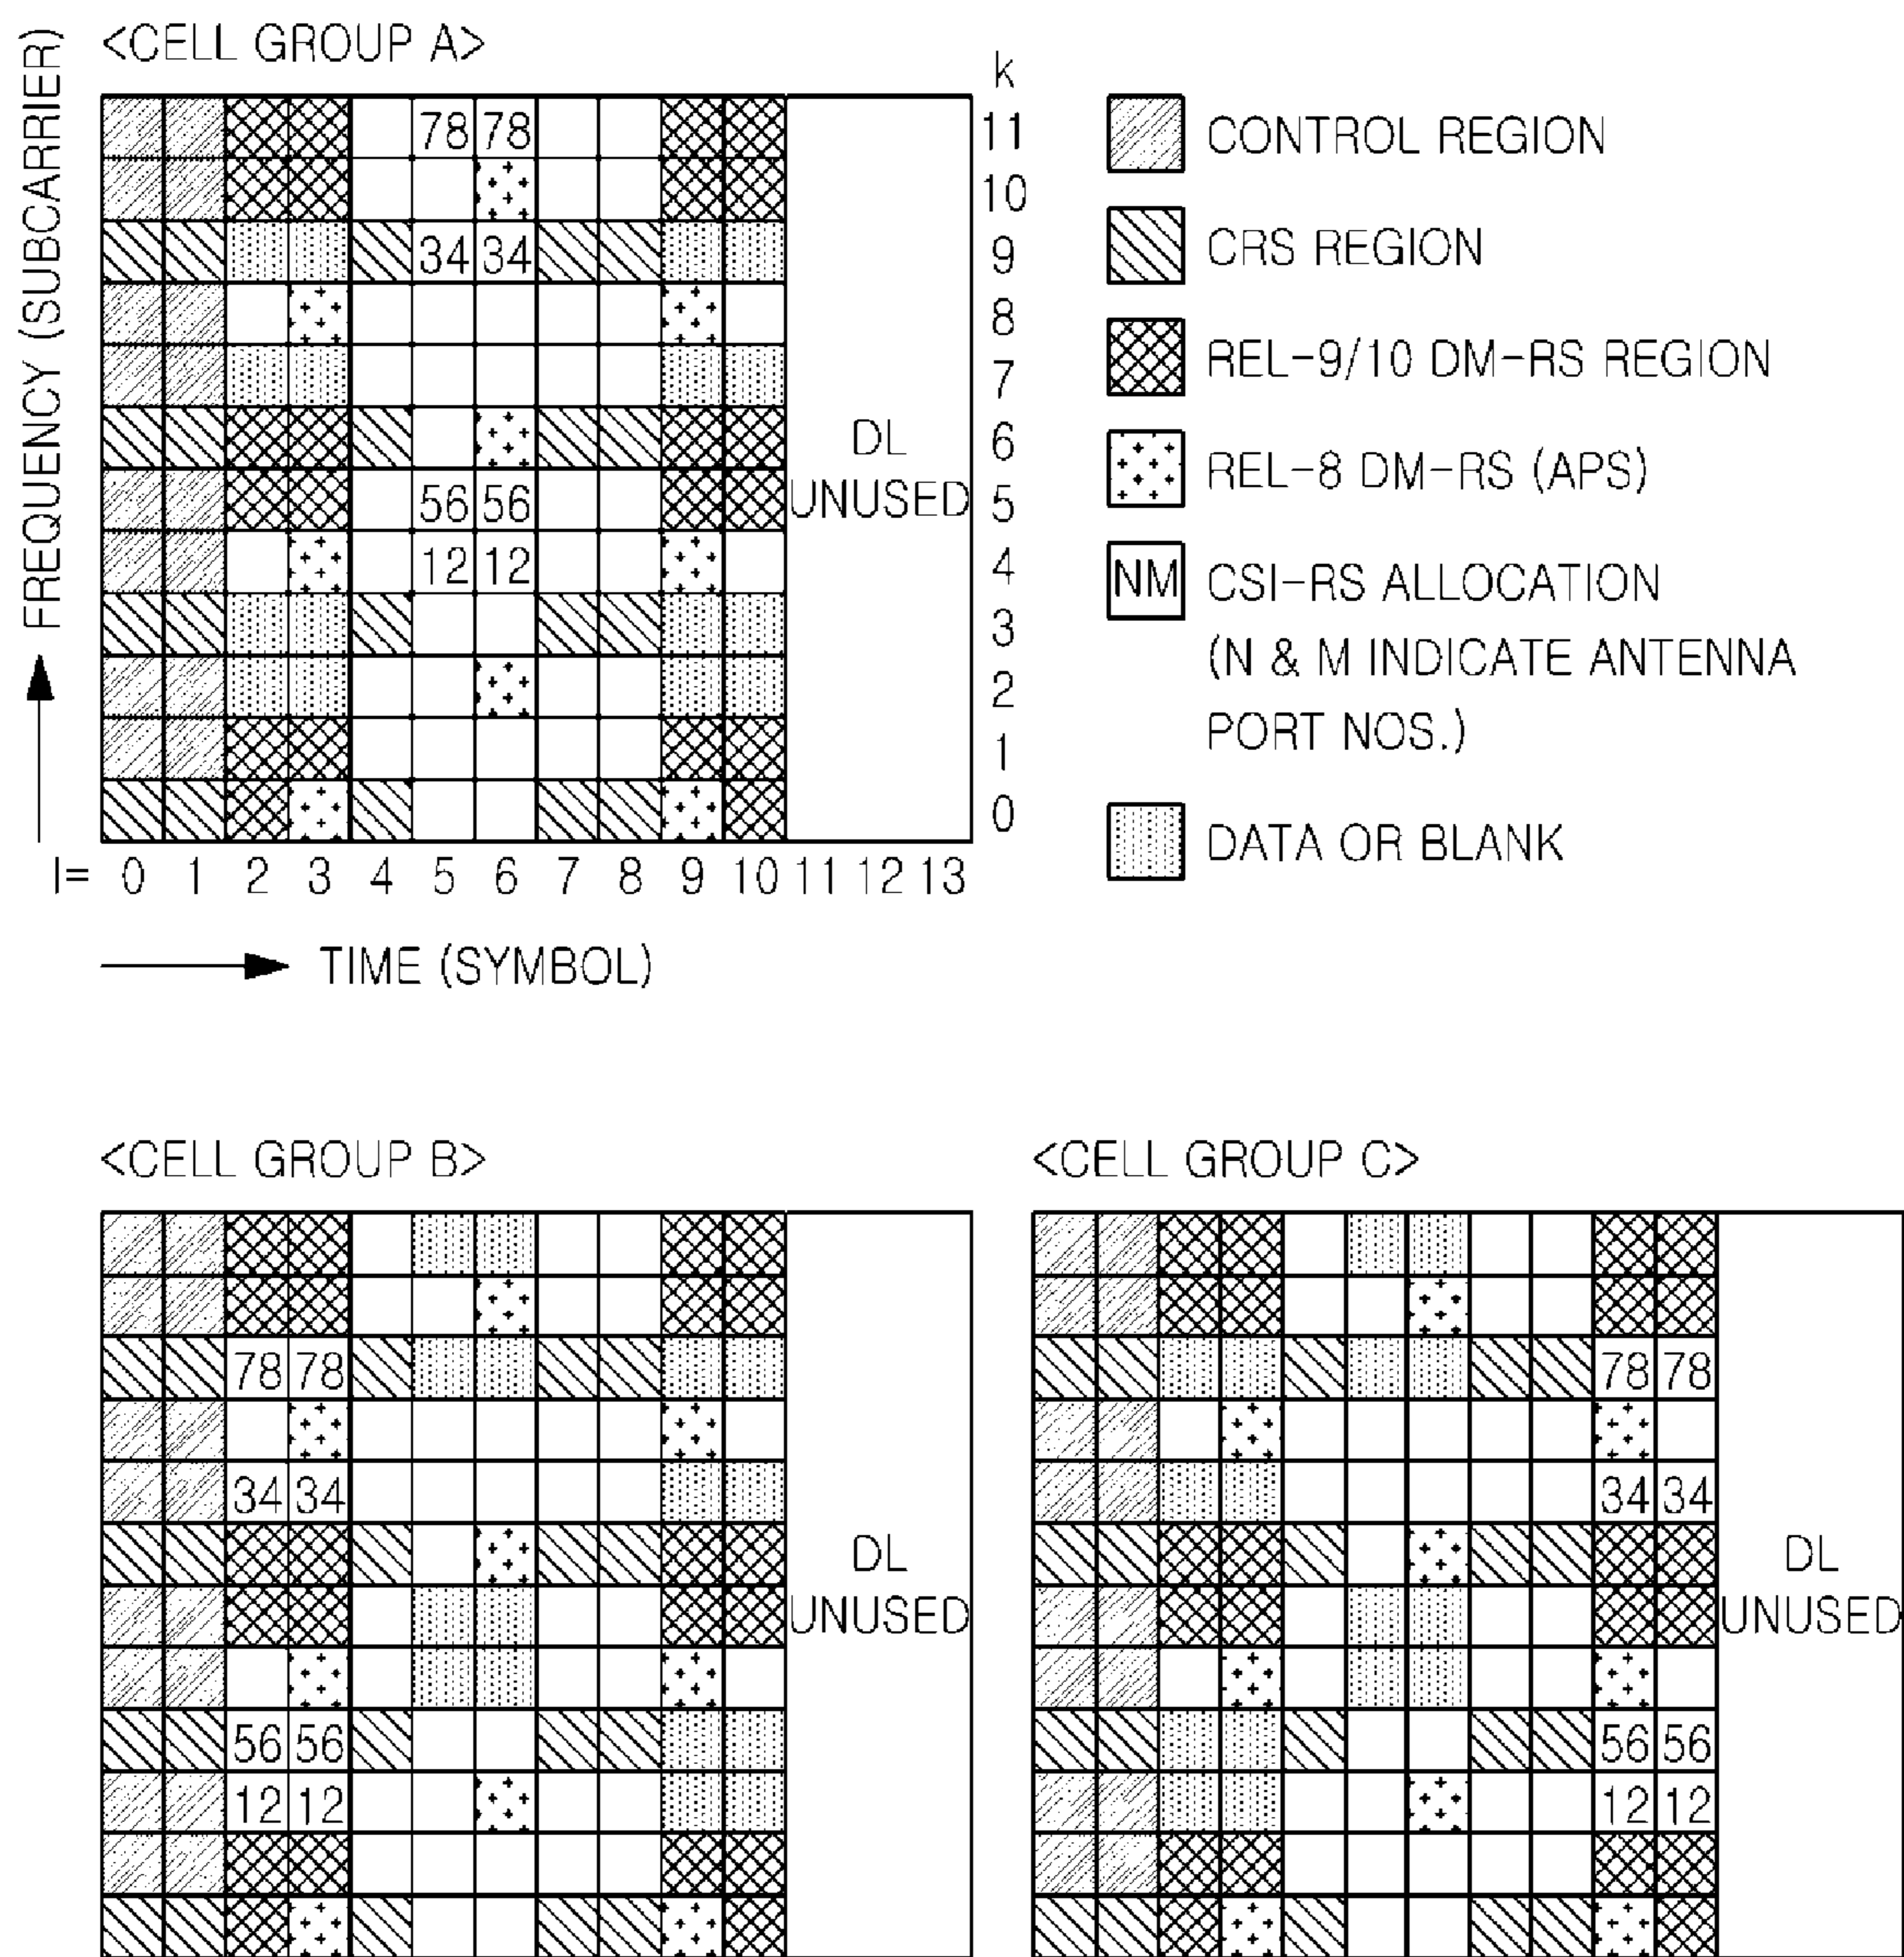 <CELL GROUP A>
FREQUENCY (SUBCARRIER)
k
78 78
11
10
34 34
9
8
7
6
56 56
5
12 12
4
3
2
1
0
DL
UNUSED
l= 0 1 2 3 4 5 6 7 8 9 10 11 12 13
TIME (SYMBOL)
CONTROL REGION
CRS REGION
REL-9/10 DM-RS REGION
REL-8 DM-RS (APS)
NM CSI-RS ALLOCATION
(N & M INDICATE ANTENNA
PORT NOS.)
DATA OR BLANK
<CELL GROUP B>
78 78
34 34
56 56
12 12
DL
UNUSED
<CELL GROUP C>
78 78
34 34
56 56
12 12
DL
UNUSED